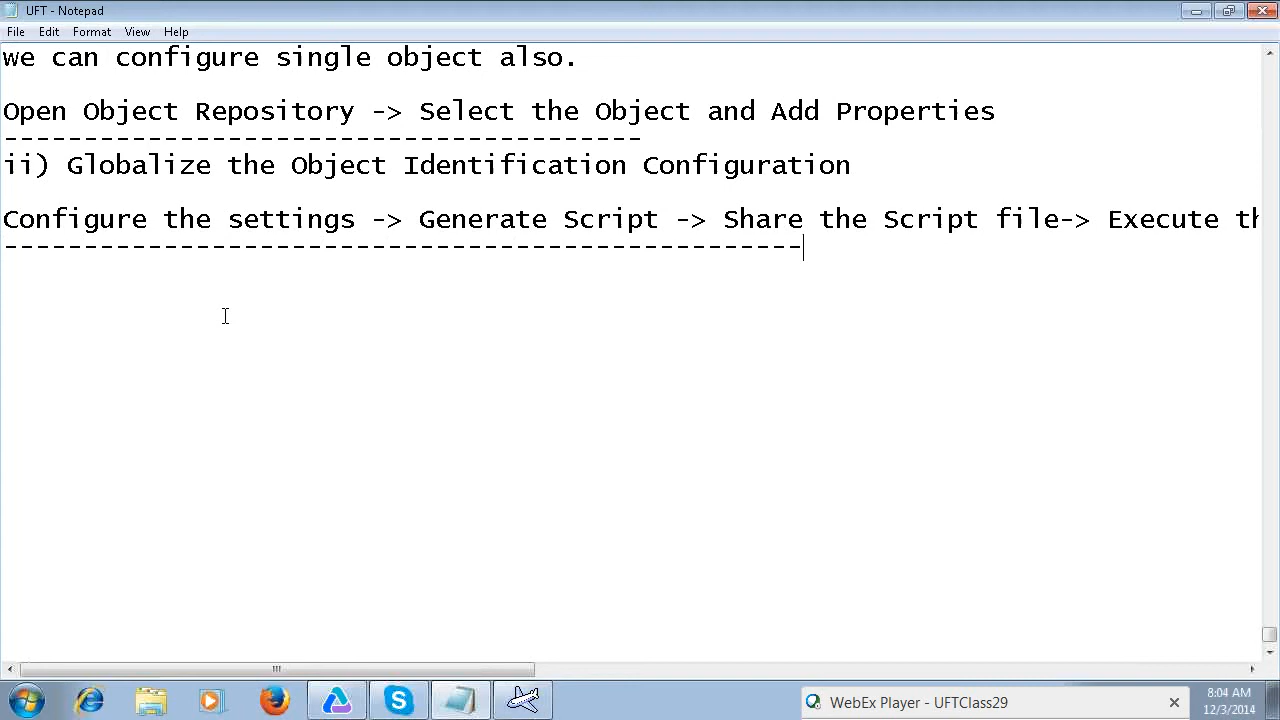 UFT - Notepad
File Edit Format View Help
we can configure single object also.
Open Object Repository -> Select the Object and Add Properties
----------------------------------------
ii) Globalize the Object Identification Configuration
Configure the settings -> Generate Script -> Share the Script file-> Execute th
--------------------------------------------------
WebEx Player - UFTClass29
8:04 AM
12/3/2014